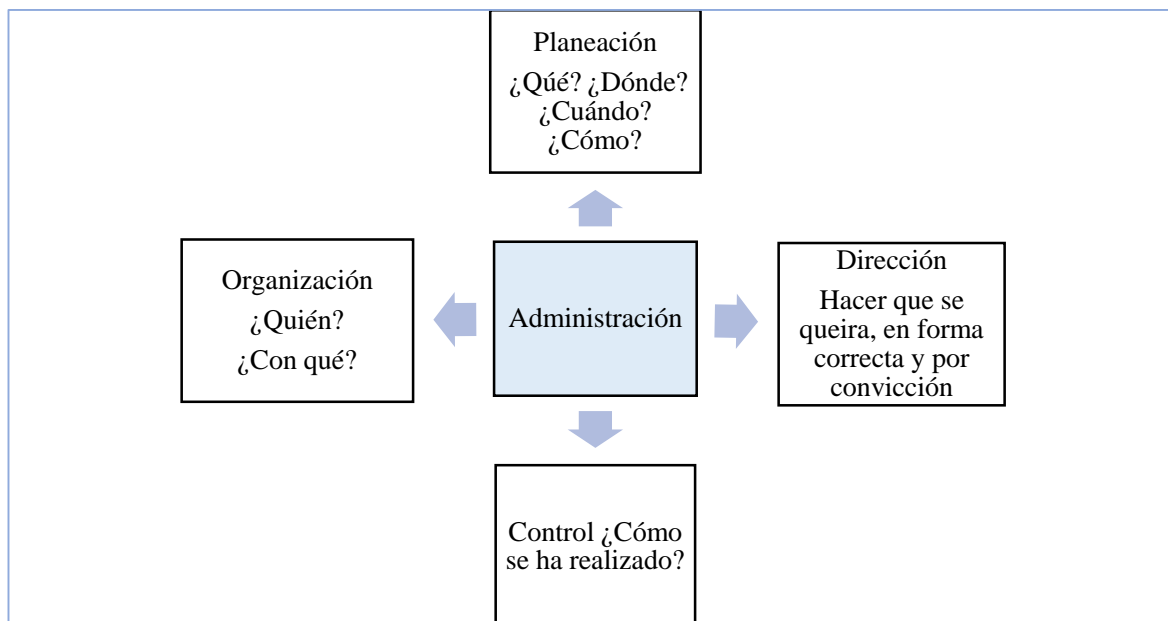 Planeación
¿Qúé? ¿Dónde?
¿Cuándo?
¿Cómo?
Organización
¿Quién?
¿Con qué?
Administración
Dirección
Hacer que se
queira, en forma
correcta y por
convicción
Control ¿Cómo
se ha realizado?